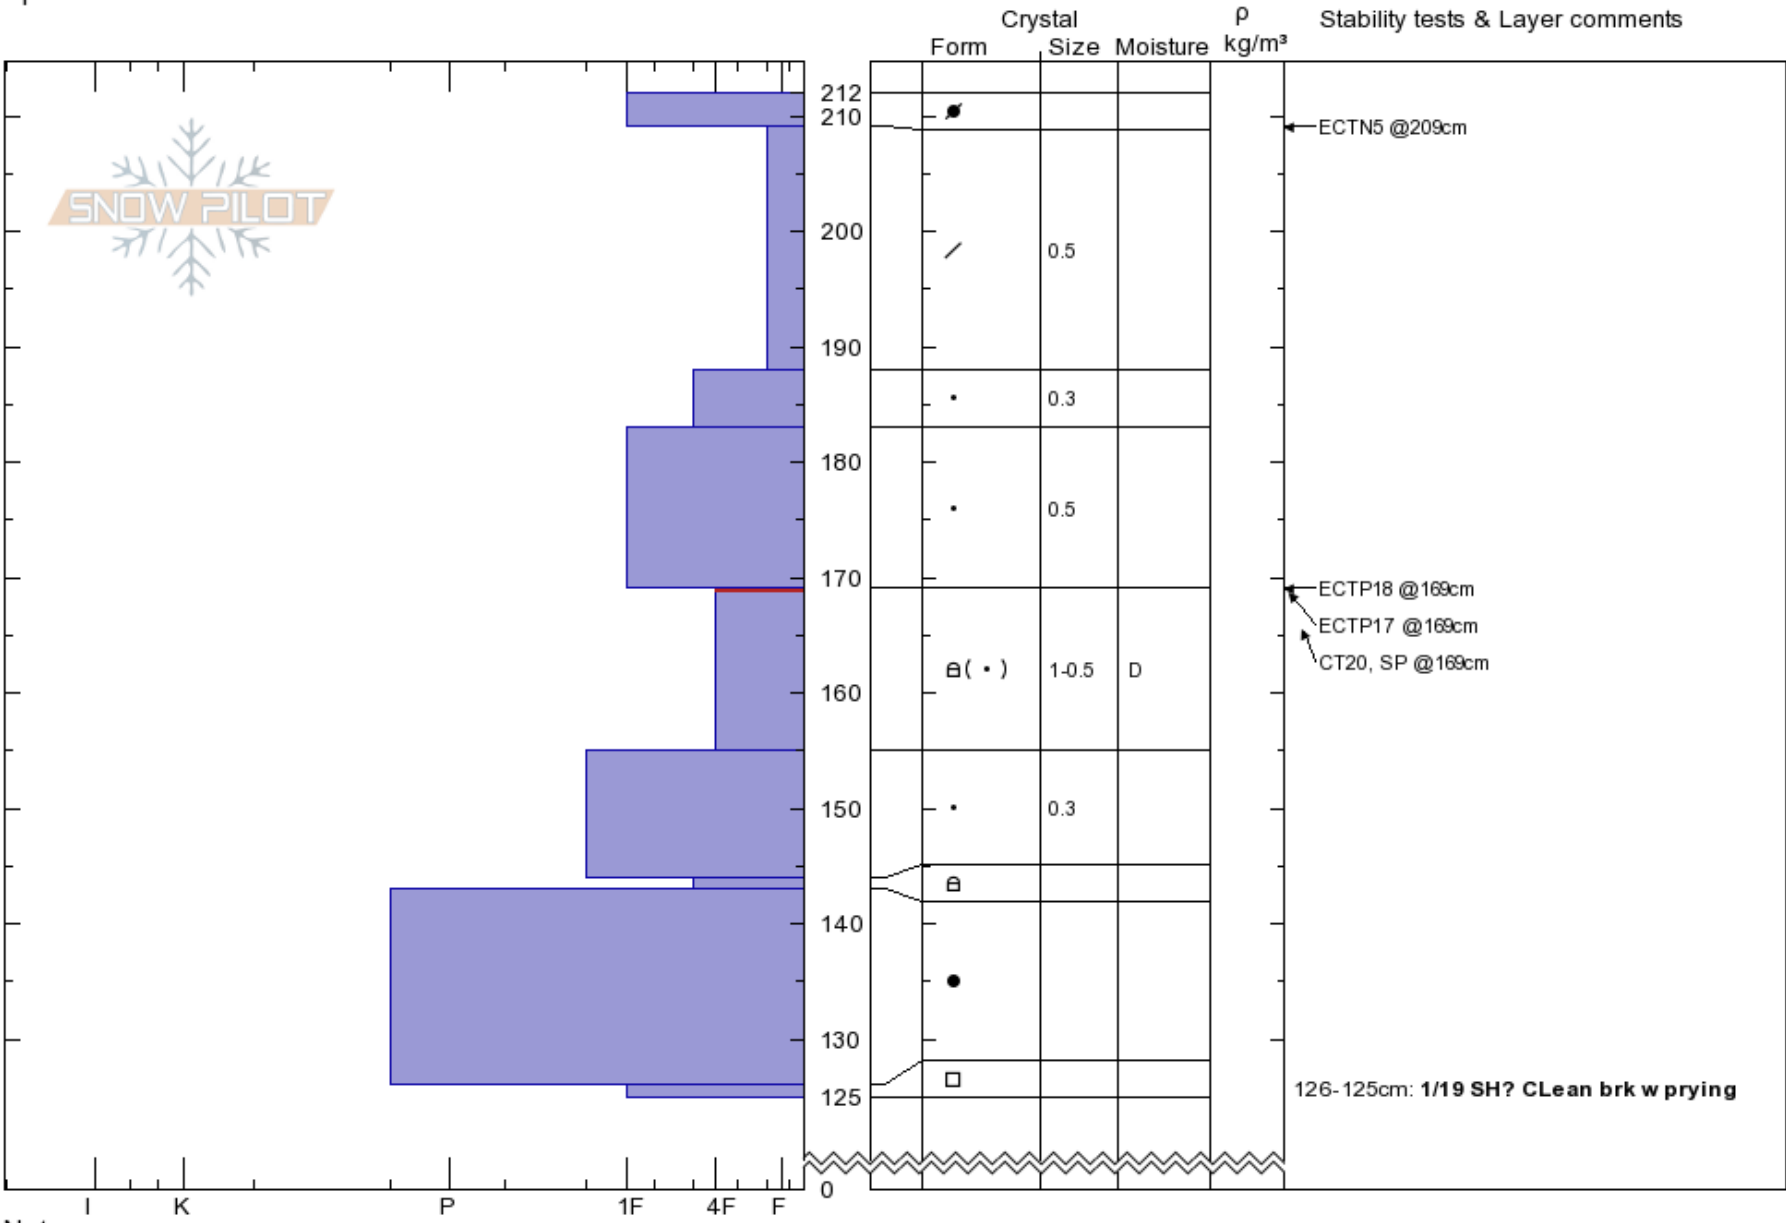 Crystal
ρ
Stability tests & Layer comments
Form Size Moisture kg/m³
212
210
ECTN5 @209cm
SNOW PILOT
200
0.5
190
0.3
180
0.5
170
ECTP18 @169cm
ECTP17 @169cm
CT20, SP @169cm
( • ) 1-0.5 D
160
150
0.3
140
130
125
126-125cm: 1/19 SH? CLean brk w prying
0
I K P 1F 4F F